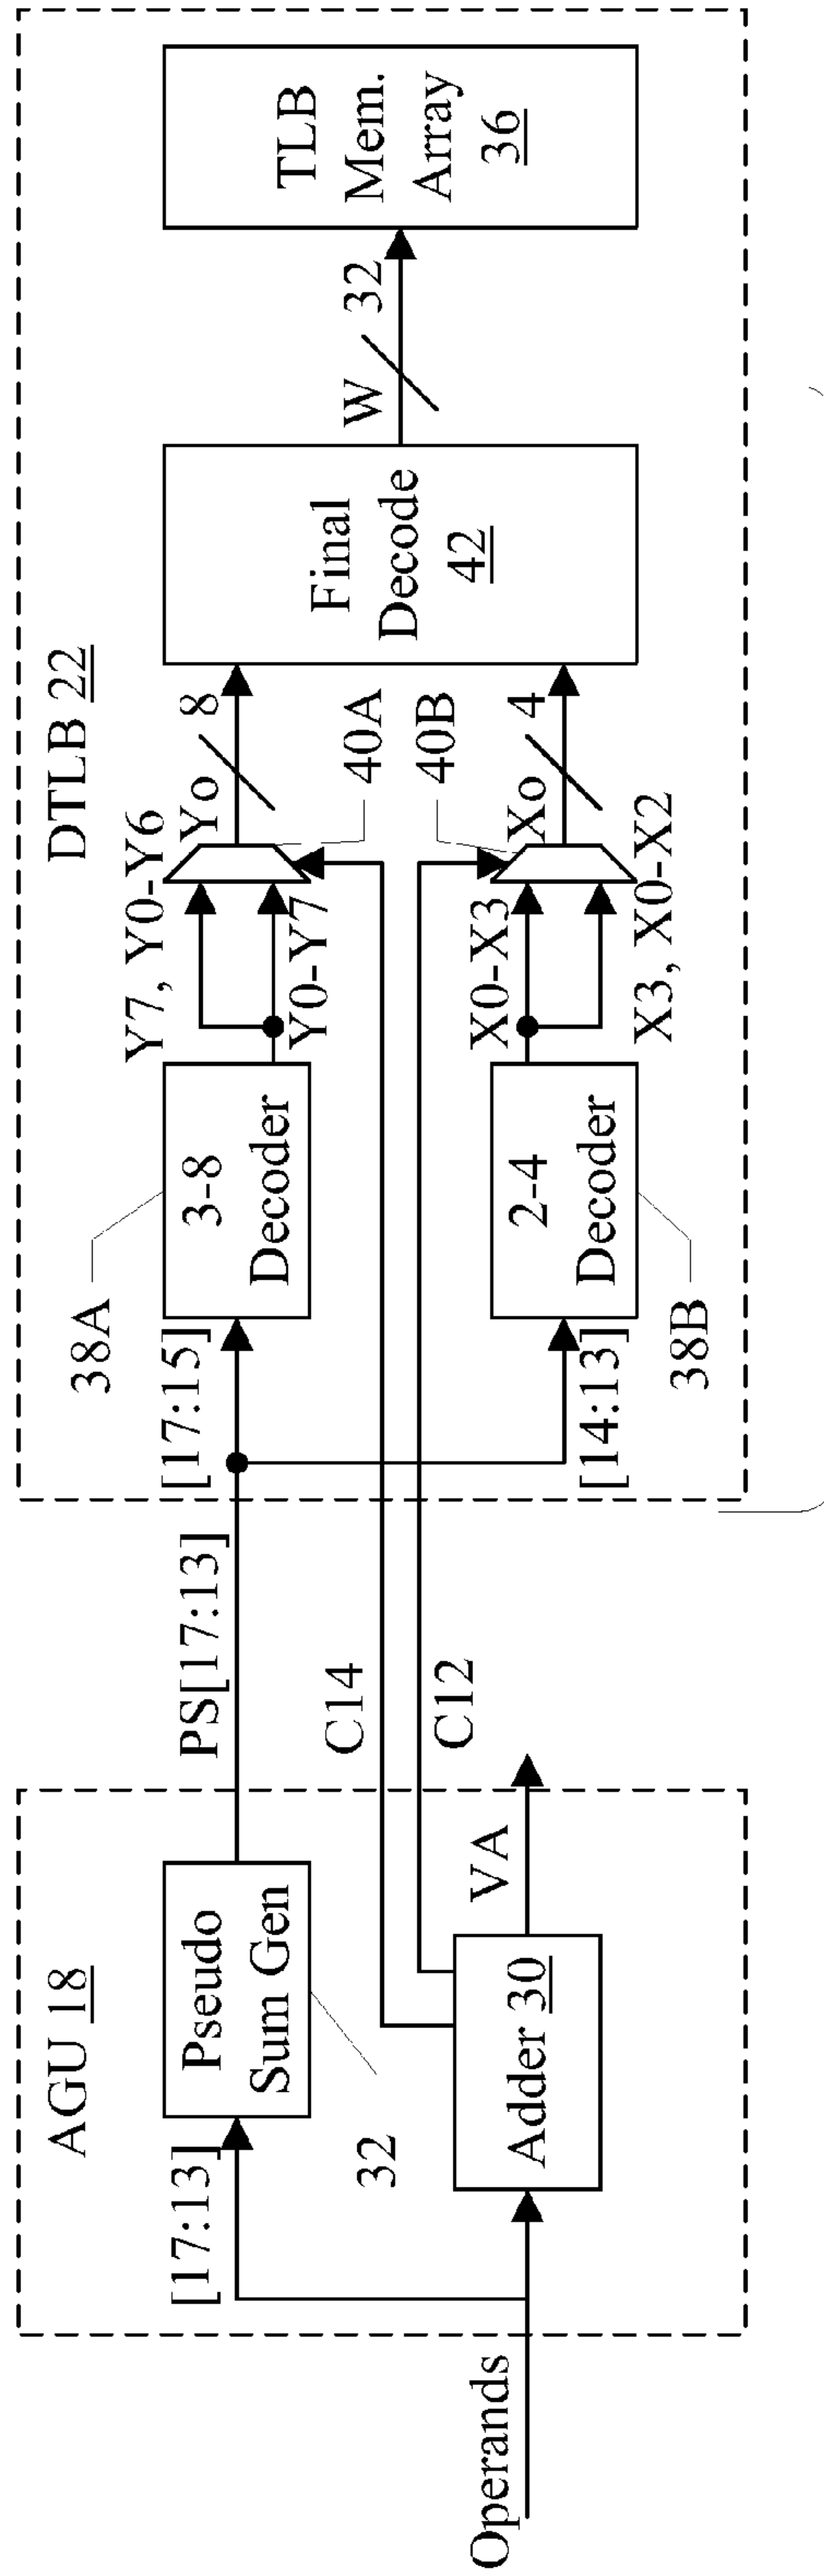 Operands
AGU 18
[17:13]
Pseudo
Sum Gen
32
Adder 30
VA
PS[17:13]
C14
C12
DTLB 22
[17:15]
[14:13]
38A
3-8
Decoder
38B
2-4
Decoder
Y7, Y0-Y6
Y0-Y7
X0-X3
X3, X0-X2
Yo
8
40A
40B
Xo
4
Final
Decode
42
W
32
TLB
Mem.
Array
36